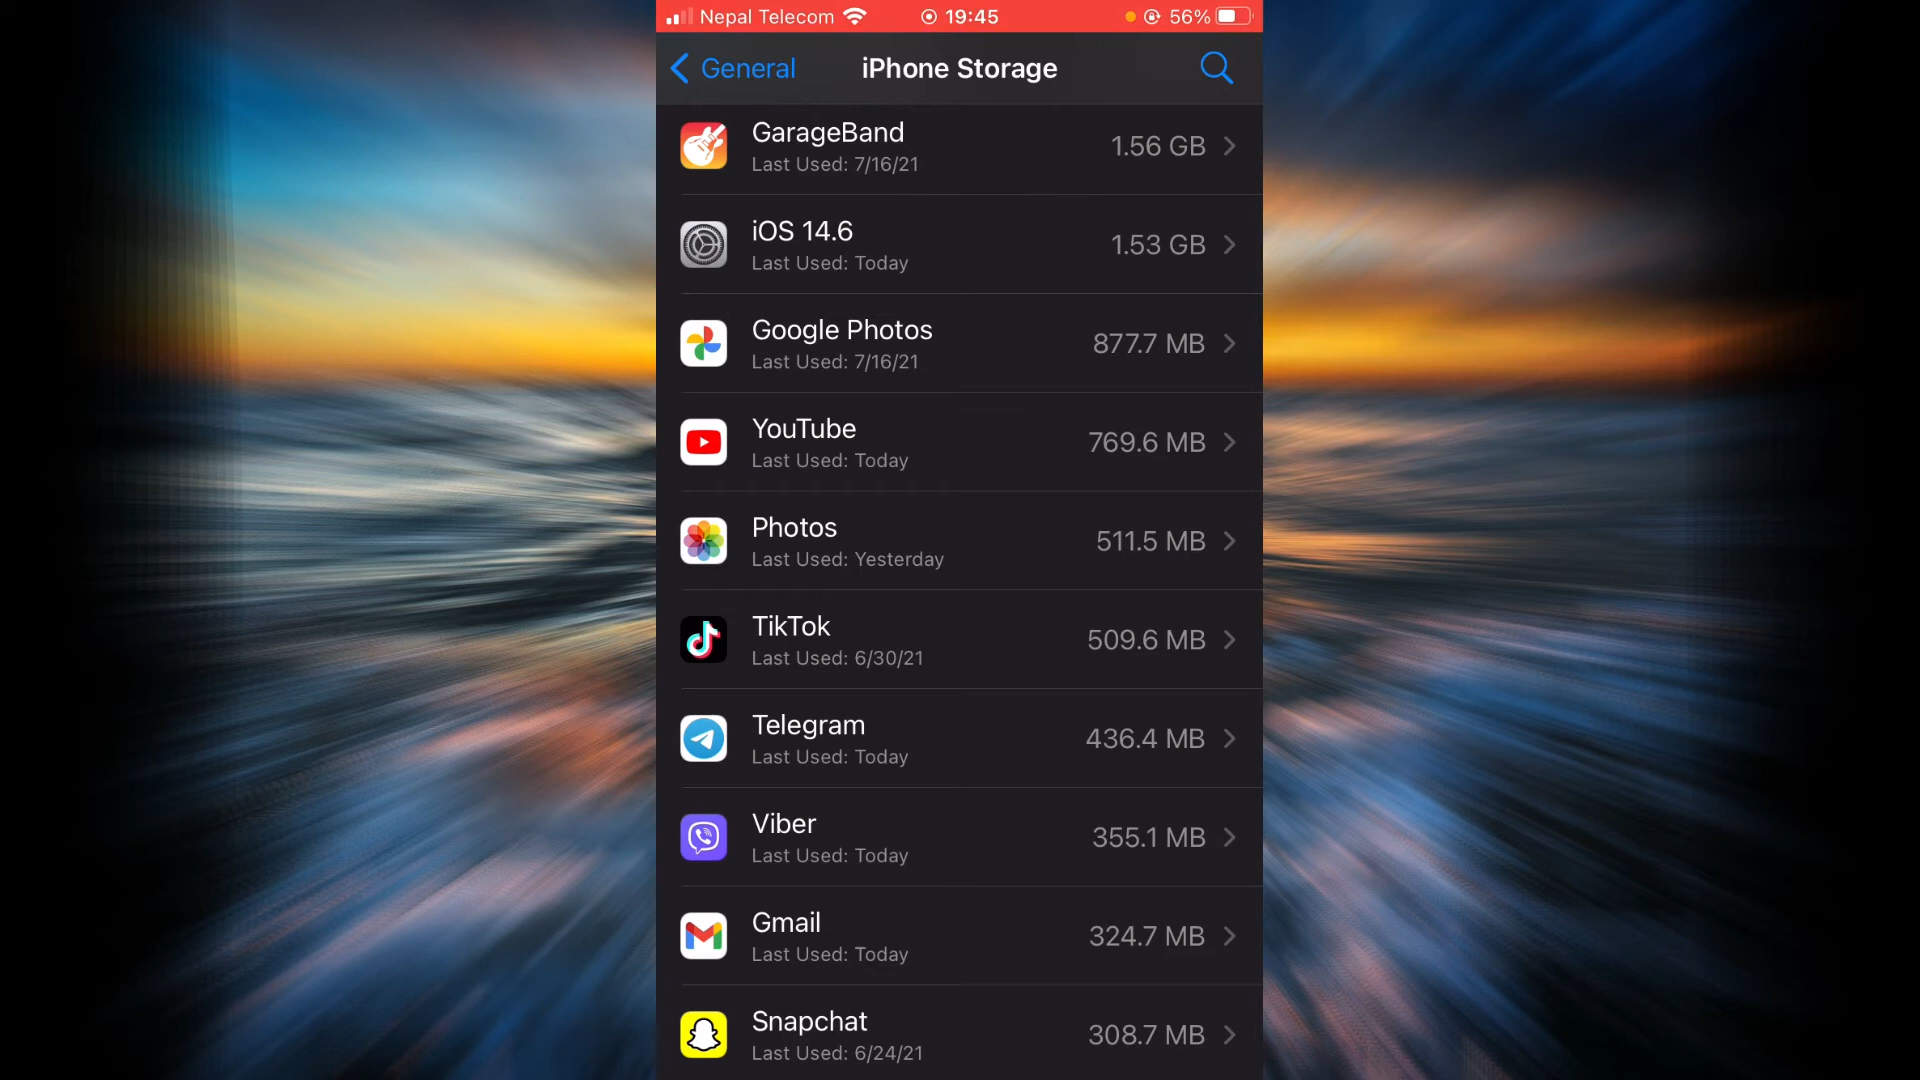 Nepal Telecom 19:45 56%
General iPhone Storage
GarageBand
Last Used: 7/16/21
1.56 GB
iOS 14.6
Last Used: Today
1.53 GB
Google Photos
Last Used: 7/16/21
877.7 MB
YouTube
Last Used: Today
769.6 MB
Photos
Last Used: Yesterday
511.5 MB
TikTok
Last Used: 6/30/21
509.6 MB
Telegram
Last Used: Today
436.4 MB
Viber
Last Used: Today
355.1 MB
Gmail
Last Used: Today
324.7 MB
Snapchat
Last Used: 6/24/21
308.7 MB